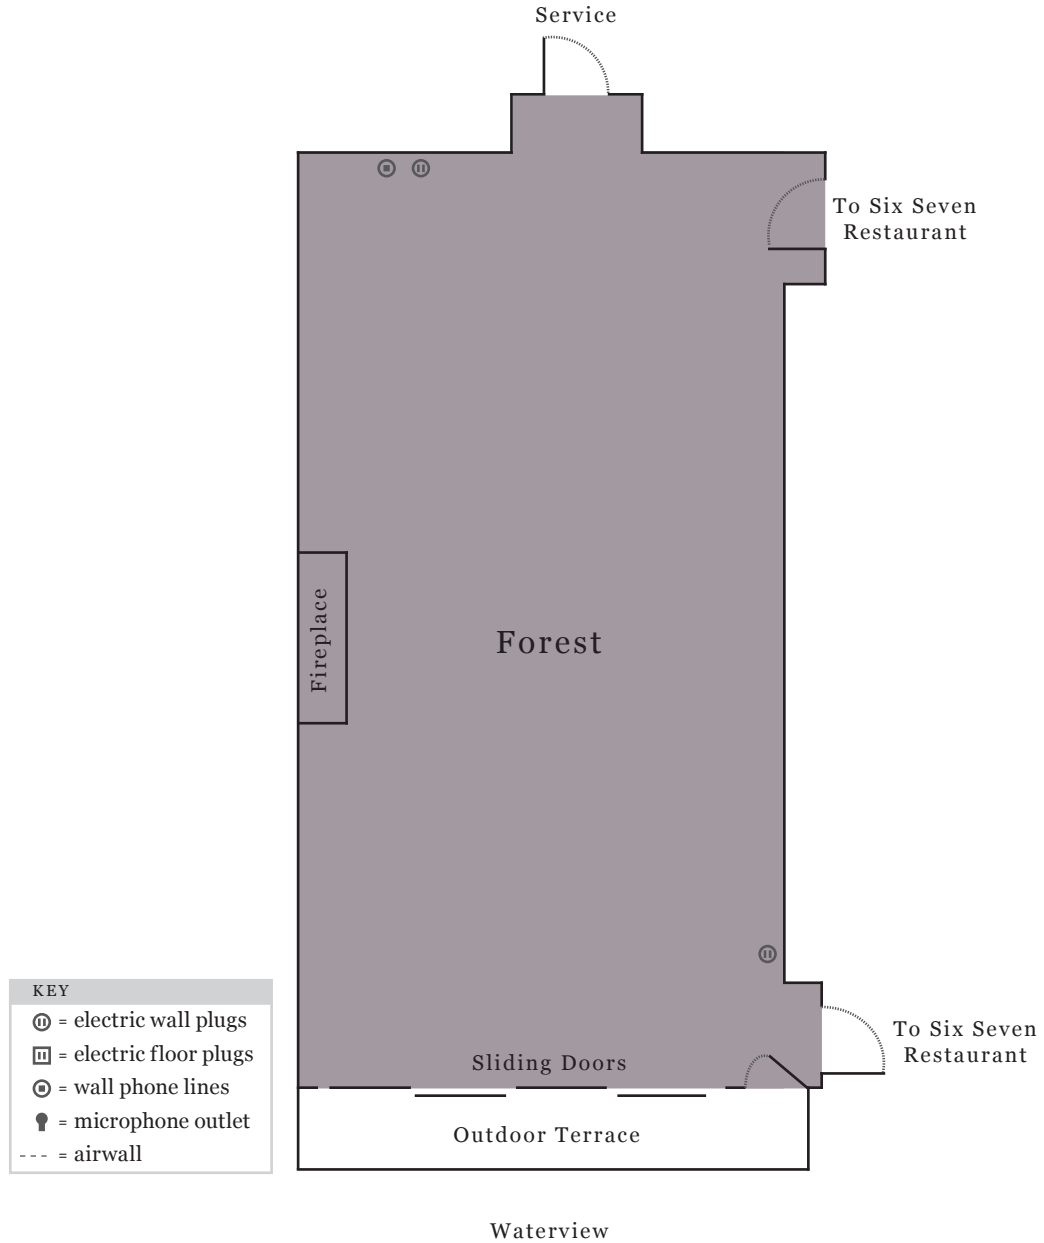 Service
To Six Seven
Restaurant
Fireplace
Forest
KEY
= electric wall plugs
= electric floor plugs
= wall phone lines
= microphone outlet
--- = airwall
To Six Seven
Restaurant
Sliding Doors
Outdoor Terrace
Waterview